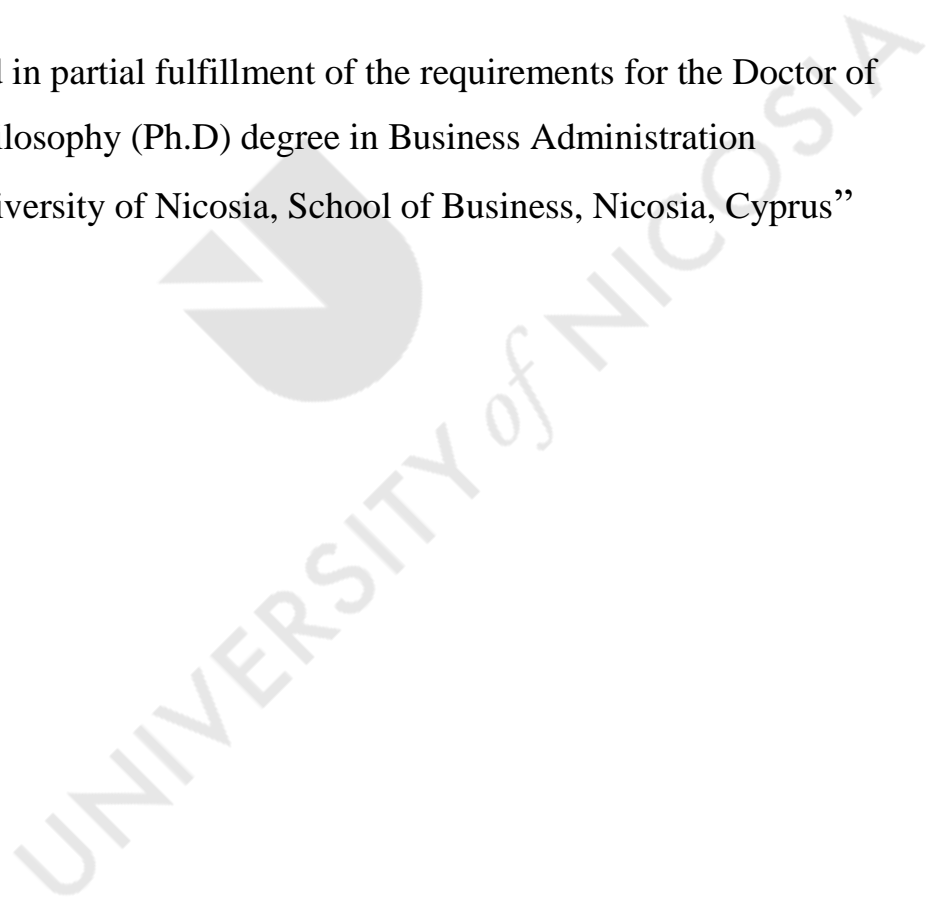 in partial fulfillment of the requirements for the Doctor of
losophy (Ph.D) degree in Business Administration
iversity of Nicosia, School of Business, Nicosia, Cyprus”
UNIVERSITY of NICOSIA